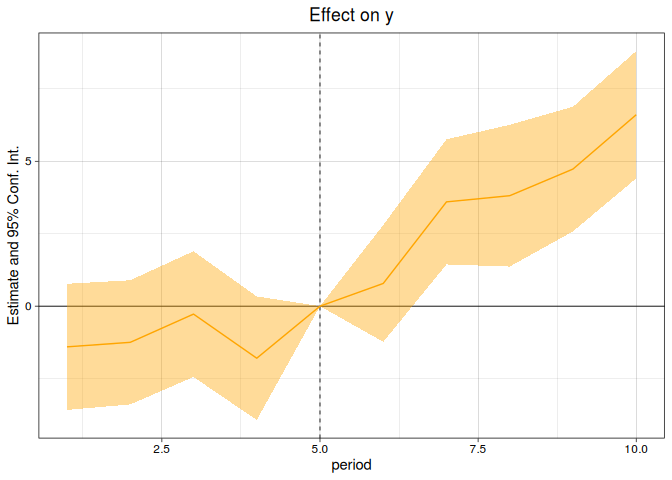 Effect on y
Estimate and 95% Conf. Int.
5
0
2.5
5.0
7.5
10.0
period